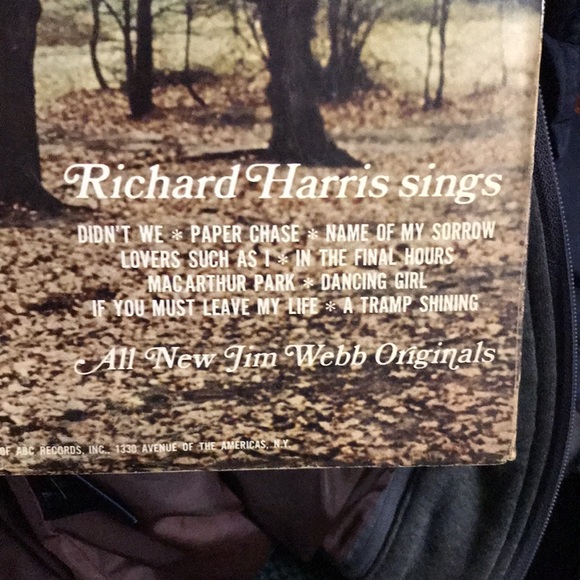 Richard Harris sings
DIDN'T WE * PAPER CHASE * NAME OF MY SORROW
LOVERS SUCH AS I * IN THE FINAL HOURS
MACARTHUR PARK * DANCING GIRL
IF YOU MUST LEAVE MY LIFE * A TRAMP SHINING
All New Jim Webb Originals
OF ABC RECORDS, INC., 1330 AVENUE OF THE AMERICAS, N.Y.